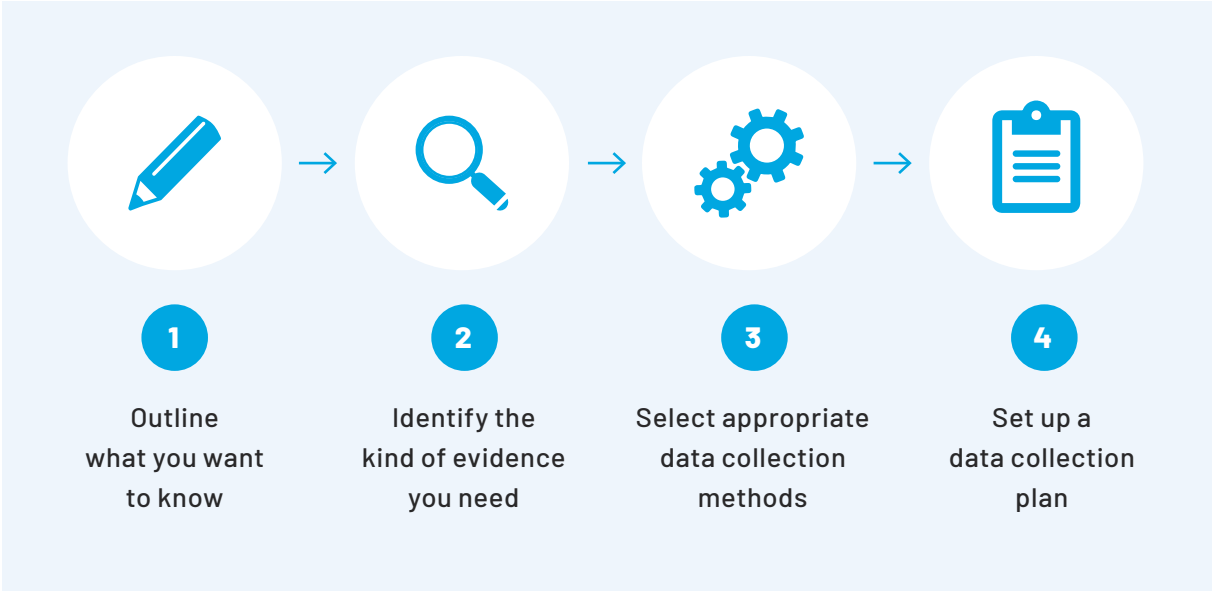 1
Outline
what you want
to know
2
Identify the
kind of evidence
you need
3
Select appropriate
data collection
methods
4
Set up a
data collection
plan